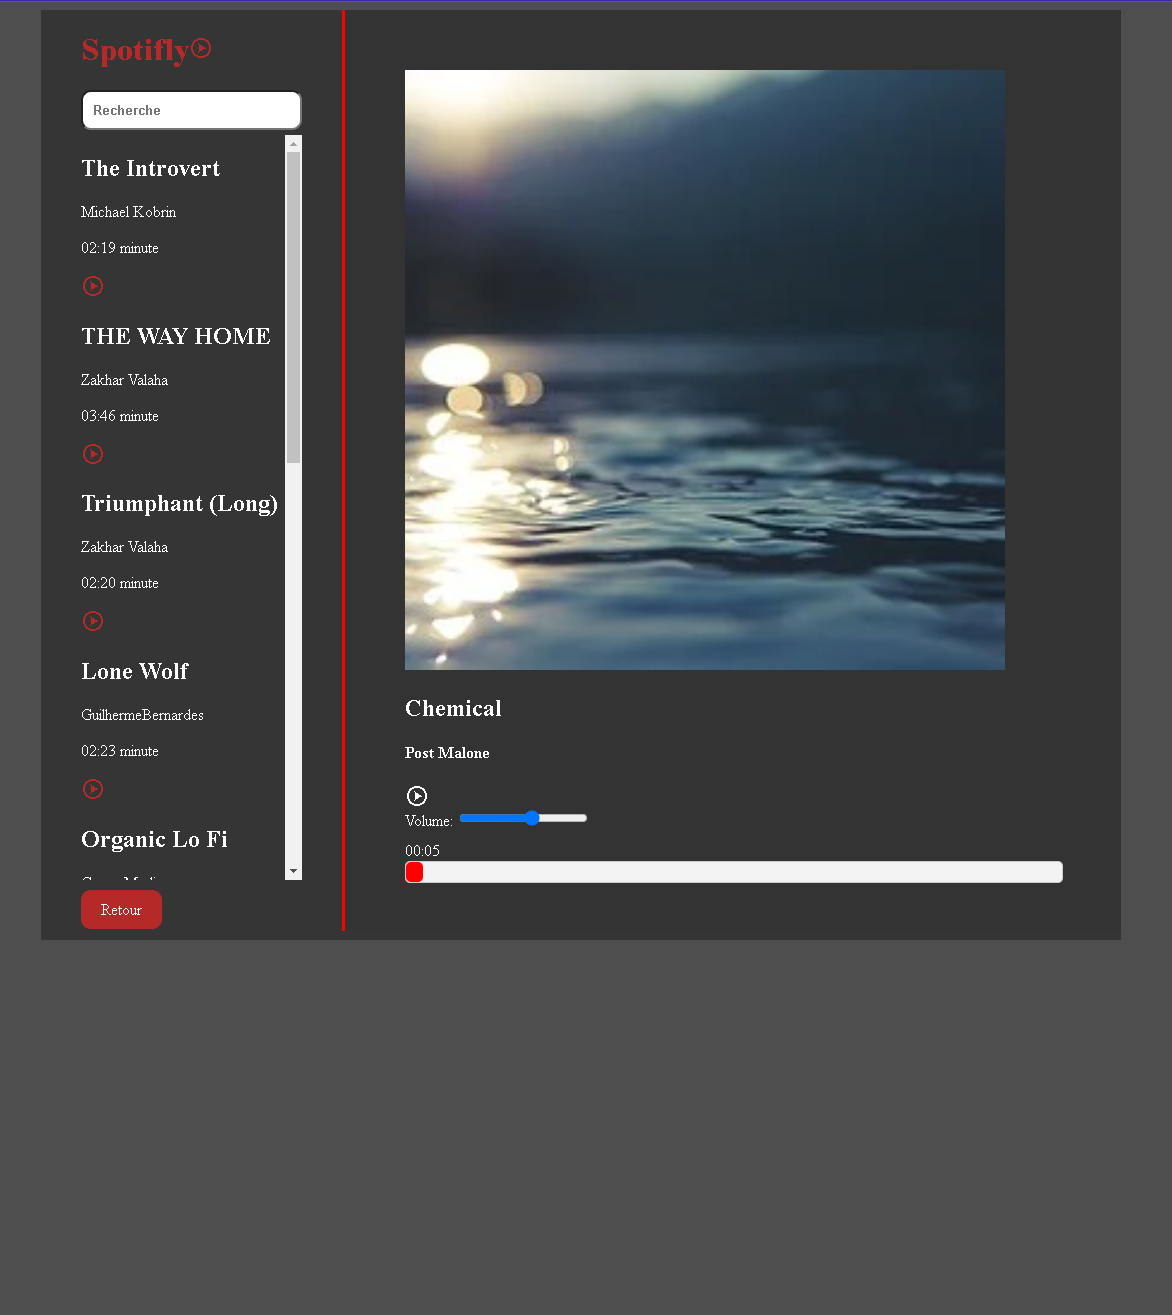 Spotifly
Recherche
The Introvert
Michael Kobrin
02:19 minute
THE WAY HOME
Zakhar Valaha
03:46 minute
Triumphant (Long)
Zakhar Valaha
02:20 minute
Lone Wolf
GuilhermeBernardes
02:23 minute
Organic Lo Fi
Retour
Chemical
Post Malone
Volume:
00:05